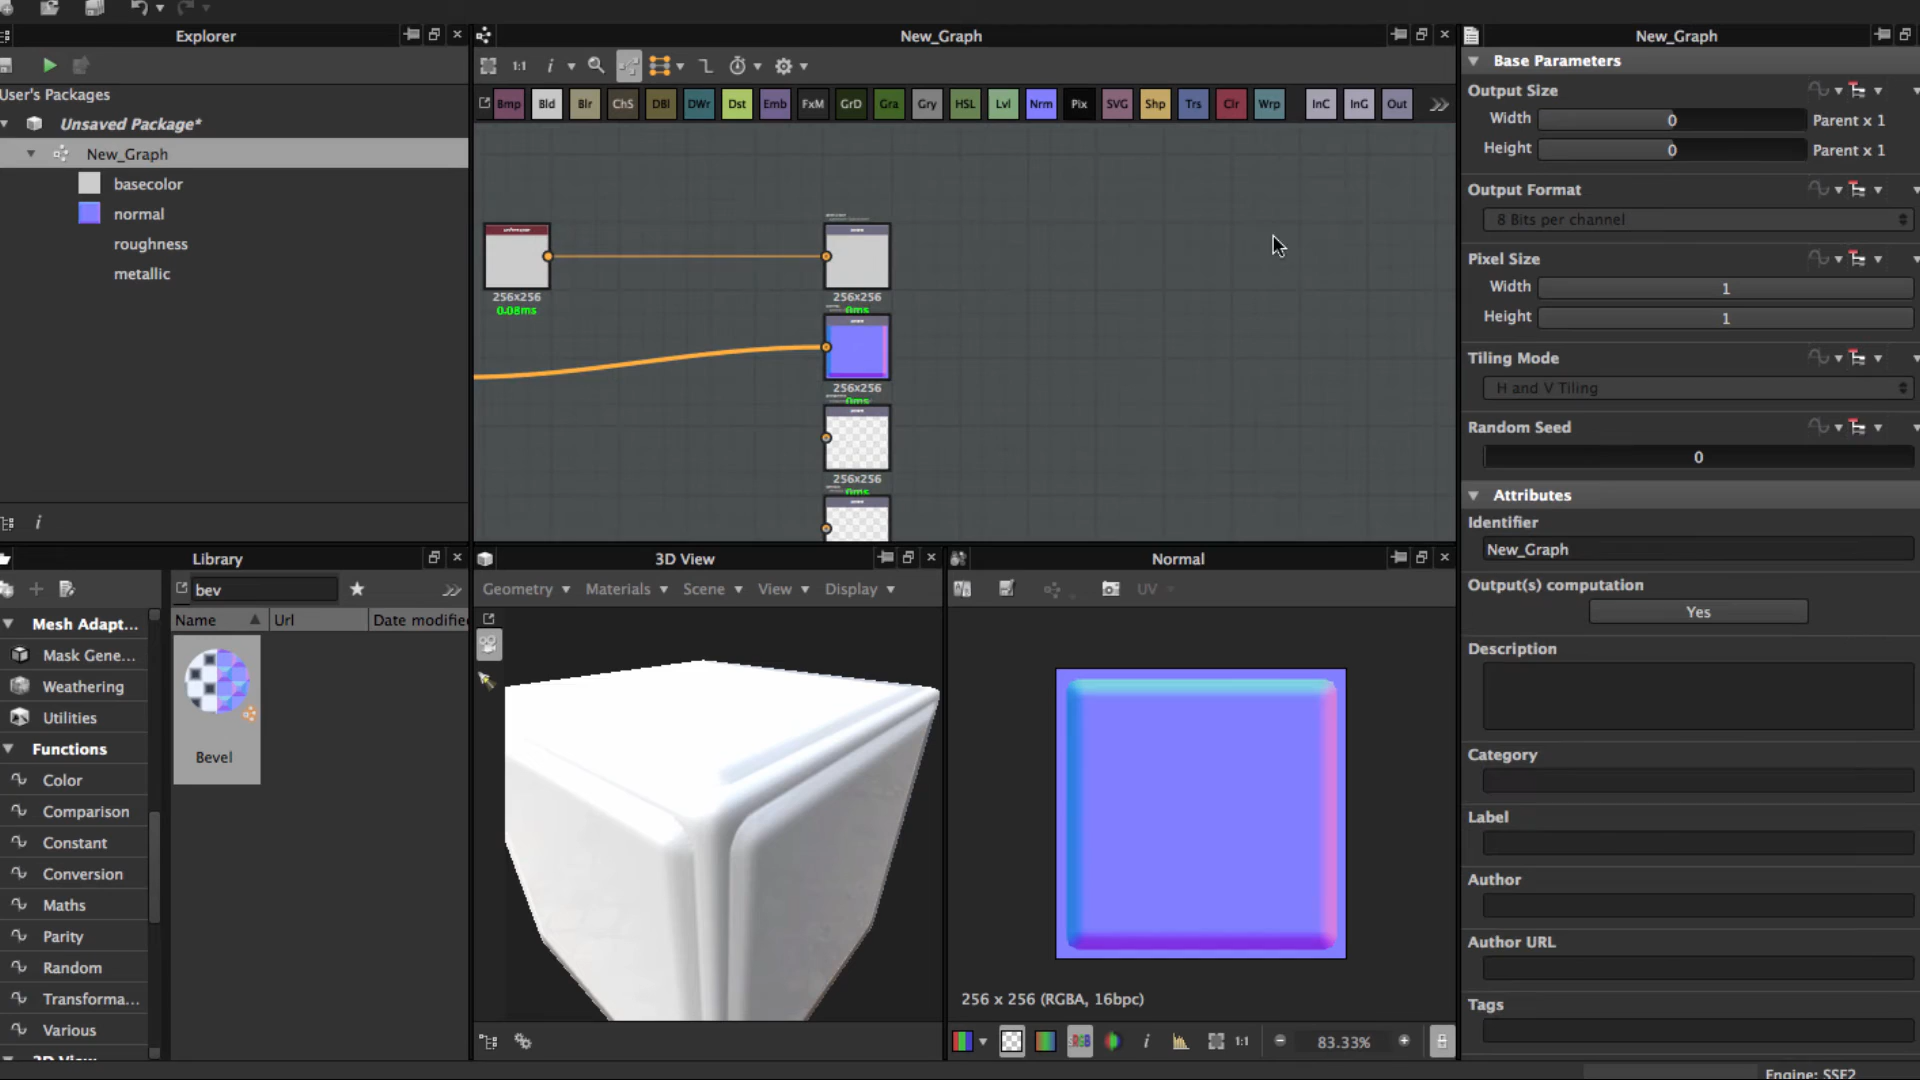 Explorer
User's Packages
Unsaved Package*
New_Graph
basecolor
normal
roughness
metallic
New_Graph
1:1
Bmp Bld Blr ChS DBl DWr Dst Emb FxM GrD Gra Gry HSL Lvl Nrm Pix SVG Shp Trs Clr Wrp InC InG Out
256x256
0.08ms
256x256
0ms
256x256
0ms
256x256
0ms
New_Graph
Base Parameters
Output Size
Width 0 Parent x 1
Height 0 Parent x 1
Output Format
8 Bits per channel
Pixel Size
Width 1
Height 1
Tiling Mode
H and V Tiling
Random Seed
0
Attributes
Identifier
New_Graph
Output(s) computation
Yes
Description
Category
Label
Author
Author URL
Tags
Library
bev
Name Url Date modifie
Mesh Adapt...
Mask Gene...
Weathering
Utilities
Functions
Color
Comparison
Constant
Conversion
Maths
Parity
Random
Transforma...
Various
3D View
Bevel
3D View
Geometry Materials Scene View Display
Normal
UV
256 x 256 (RGBA, 16bpc)
RGB
1:1
83.33%
Engine: SSE2